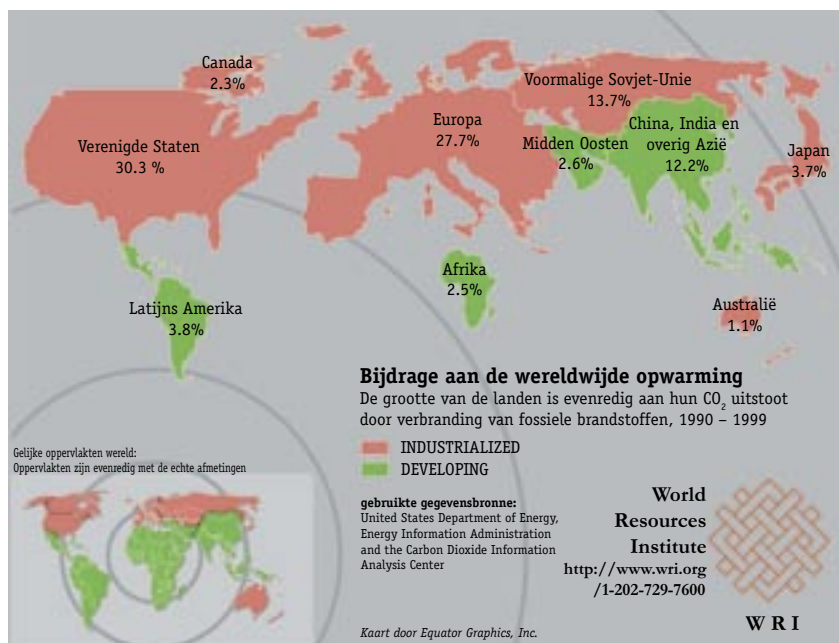 Canada
2.3%
Verenigde Staten
30.3 %
Europa
27.7%
Voormalige Sovjet-Unie
13.7%
Midden Oosten
2.6%
China, India en
overig Azië
12.2%
Japan
3.7%
Latijns Amerika
3.8%
Afrika
2.5%
Australië
1.1%
Bijdrage aan de wereldwijde opwarming
De grootte van de landen is evenredig aan hun CO2 uitstoot
door verbranding van fossiele brandstoffen, 1990 – 1999
INDUSTRIALIZED
DEVELOPING
Gelijke oppervlakten wereld:
Oppervlakten zijn evenredig met de echte afmetingen
gebruikte gegevensbronne:
United States Department of Energy,
Energy Information Administration
and the Carbon Dioxide Information
Analysis Center
Kaart door Equator Graphics, Inc.
World
Resources
Institute
http://www.wri.org
/1-202-729-7600
W R I